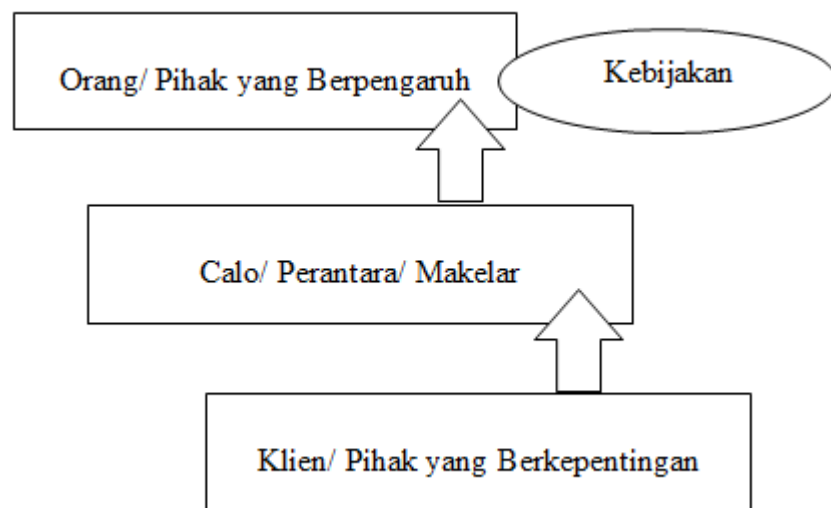 Orang/ Pihak yang Berpengaruh
Kebijakan
Calo/ Perantara/ Makelar
Klien/ Pihak yang Berkepentingan